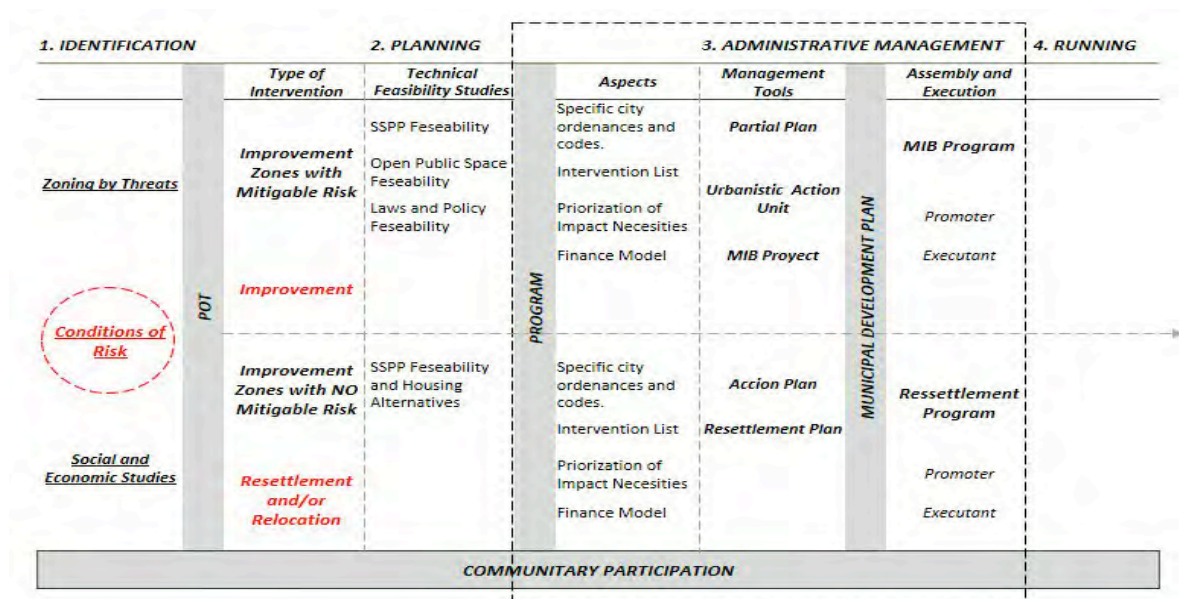 1. IDENTIFICATION
2. PLANNING
3. ADMINISTRATIVE MANAGEMENT
4. RUNNING
Type of
Intervention
Technical
Feasibility Studies
Aspects
Management
Tools
Assembly and
Execution
Zoning by Threats
Conditions of
Risk
Social and
Economic Studies
POT
Improvement
Zones with
Mitigable Risk
Improvement
SSPP Feseability
Open Public Space
Feseability
Laws and Policy
Feseability
PROGRAM
Specific city
ordenances and
codes.
Intervention List
Priorization of
Impact Necesities
Finance Model
Partial Plan
Urbanistic Action
Unit
MIB Proyect
MUNICIPAL DEVELOPMENT PLAN
MIB Program
Promoter
Executant
Improvement
Zones with NO
Mitigable Risk
Resettlement
and/or
Relocation
SSPP Feseability
and Housing
Alternatives
Specific city
ordenances and
codes.
Intervention List
Priorization of
Impact Necesities
Finance Model
Accion Plan
Resettlement Plan
Ressettlement
Program
Promoter
Executant
COMMUNITARY PARTICIPATION